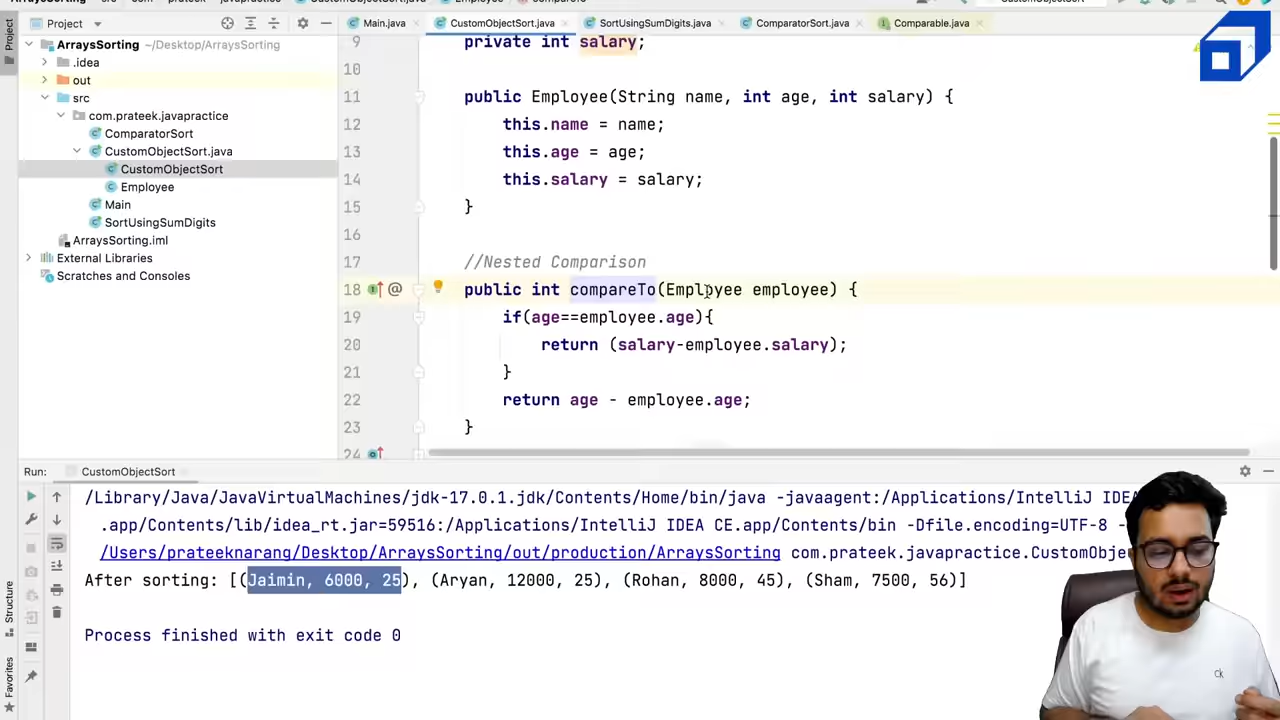 Project
Main.java
CustomObjectSort.java
SortUsingSumDigits.java
ComparatorSort.java
Comparable.java
Project
ArraysSorting ~/Desktop/ArraysSorting
.idea
out
src
com.prateek.javapractice
ComparatorSort
CustomObjectSort.java
CustomObjectSort
Employee
Main
SortUsingSumDigits
ArraysSorting.iml
External Libraries
Scratches and Consoles
9 private int salary;
10
11 public Employee(String name, int age, int salary) {
12 this.name = name;
13 this.age = age;
14 this.salary = salary;
15 }
16
17 //Nested Comparison
18 @ public int compareTo(Employee employee) {
19 if(age==employee.age){
20 return (salary-employee.salary);
21 }
22 return age - employee.age;
23 }
24
Run: CustomObjectSort
/Library/Java/JavaVirtualMachines/jdk-17.0.1.jdk/Contents/Home/bin/java -javaagent:/Applications/IntelliJ IDEA
.app/Contents/lib/idea_rt.jar=59516:/Applications/IntelliJ IDEA CE.app/Contents/bin -Dfile.encoding=UTF-8 -
/Users/prateeknarang/Desktop/ArraysSorting/out/production/ArraysSorting com.prateek.javapractice.CustomObje
After sorting: [(Jaimin, 6000, 25), (Aryan, 12000, 25), (Rohan, 8000, 45), (Sham, 7500, 56)]
Process finished with exit code 0
Structure
Favorites
Ck